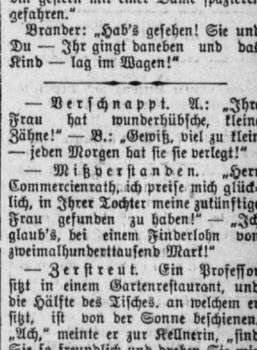 gefahren.“
Brander: „Hab's gesehen! Sie und
Du — Ihr gingt daneben und das
Kind — lag im Wagen!“
— Verschnappt. A.: „Ihre
Frau hat wunderhübsche, kleine
Zähne!“ — B.: „Gewiß, viel zu kleine
— jeden Morgen hat sie sie verlegt!“
— Mißverstanden. „Herr
Commercienrath, ich preise mich glück-
lich, in Ihrer Tochter meine zukünftige
Frau gefunden zu haben!“ — „Ich
glaub's, bei einem Finderlohn von
zweimalhunderttausend Mark!“
— Zerstreut. Ein Professor
sitzt in einem Gartenrestaurant, und
die Hälfte des Tisches, an welchem er
sitzt, ist von der Sonne beschienen.
„Ach,“ meinte er zur Kellnerin, „sind
Sie so freundlich und drehen Sie mir